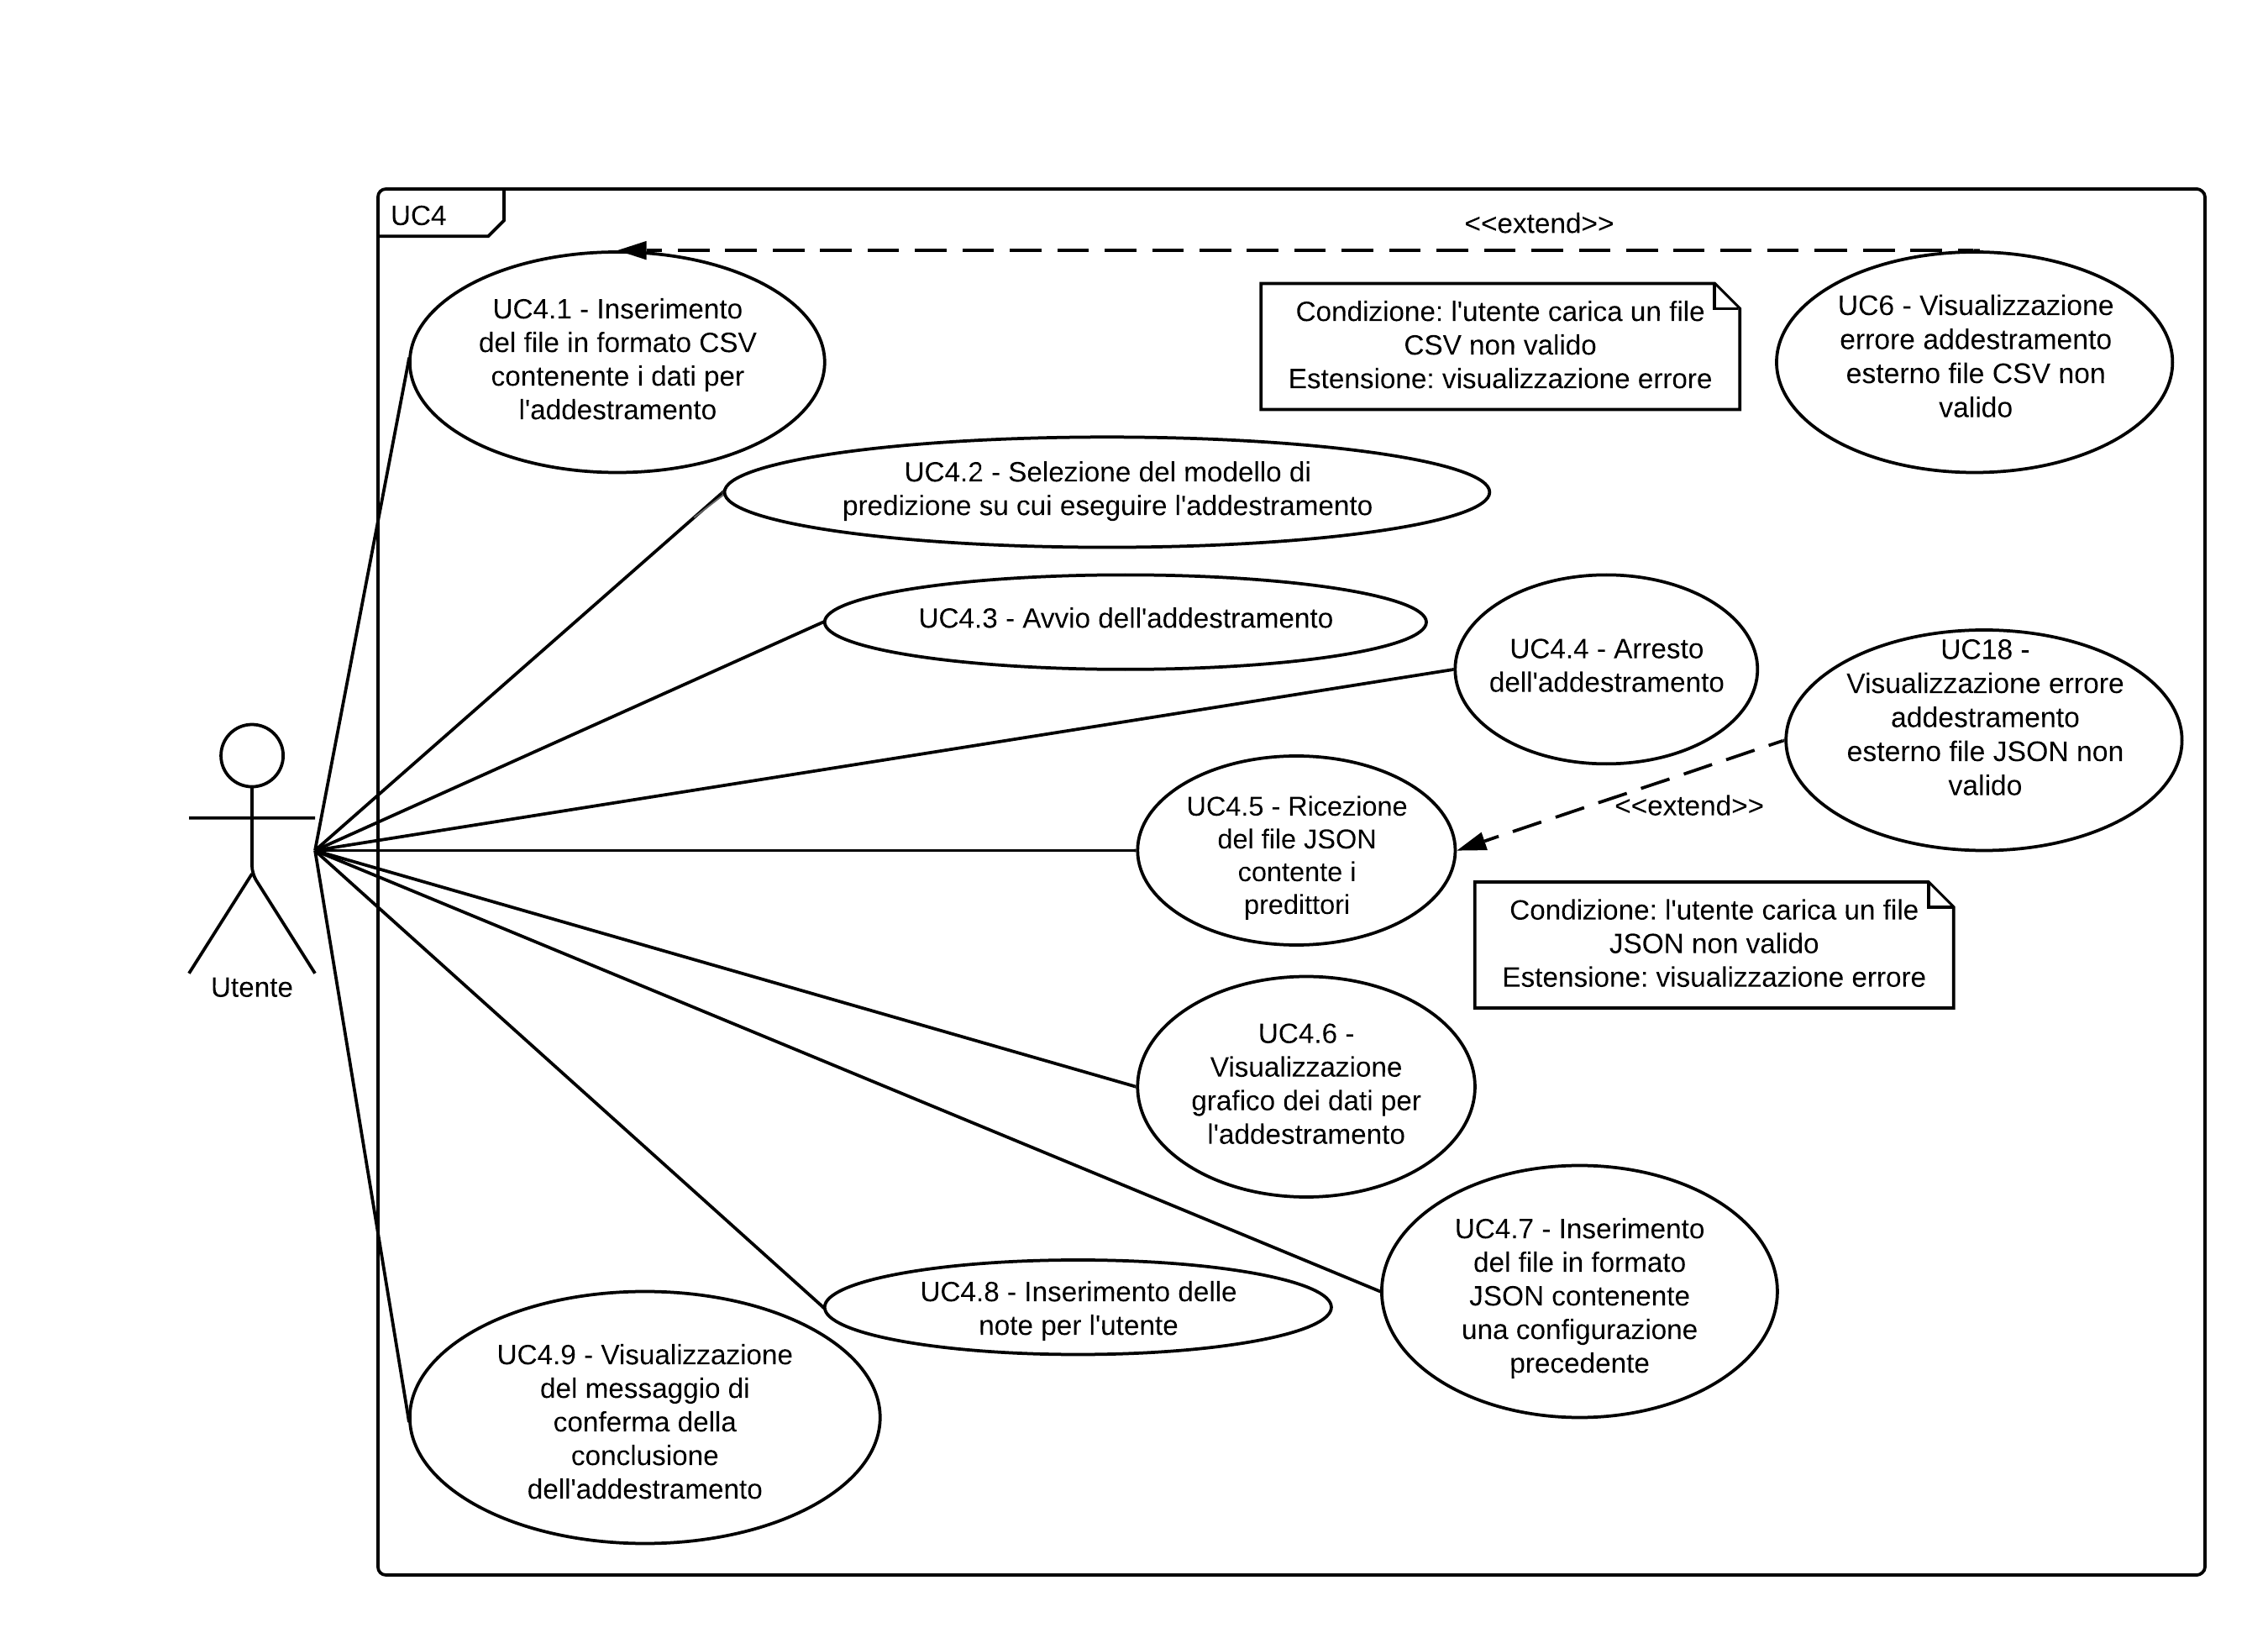 UC4
<<extend>>
UC4.1 - Inserimento
del file in formato CSV
contenente i dati per
l'addestramento
Condizione: l'utente carica un file
CSV non valido
Estensione: visualizzazione errore
UC6 - Visualizzazione
errore addestramento
esterno file CSV non
valido
UC4.2 - Selezione del modello di
predizione su cui eseguire l'addestramento
UC4.3 - Avvio dell'addestramento
UC4.4 - Arresto
dell'addestramento
UC18 -
Visualizzazione errore
addestramento
esterno file JSON non
valido
<<extend>>
UC4.5 - Ricezione
del file JSON
contente i
predittori
Condizione: l'utente carica un file
JSON non valido
Estensione: visualizzazione errore
Utente
UC4.6 -
Visualizzazione
grafico dei dati per
l'addestramento
UC4.7 - Inserimento
del file in formato
JSON contenente
una configurazione
precedente
UC4.8 - Inserimento delle
note per l'utente
UC4.9 - Visualizzazione
del messaggio di
conferma della
conclusione
dell'addestramento